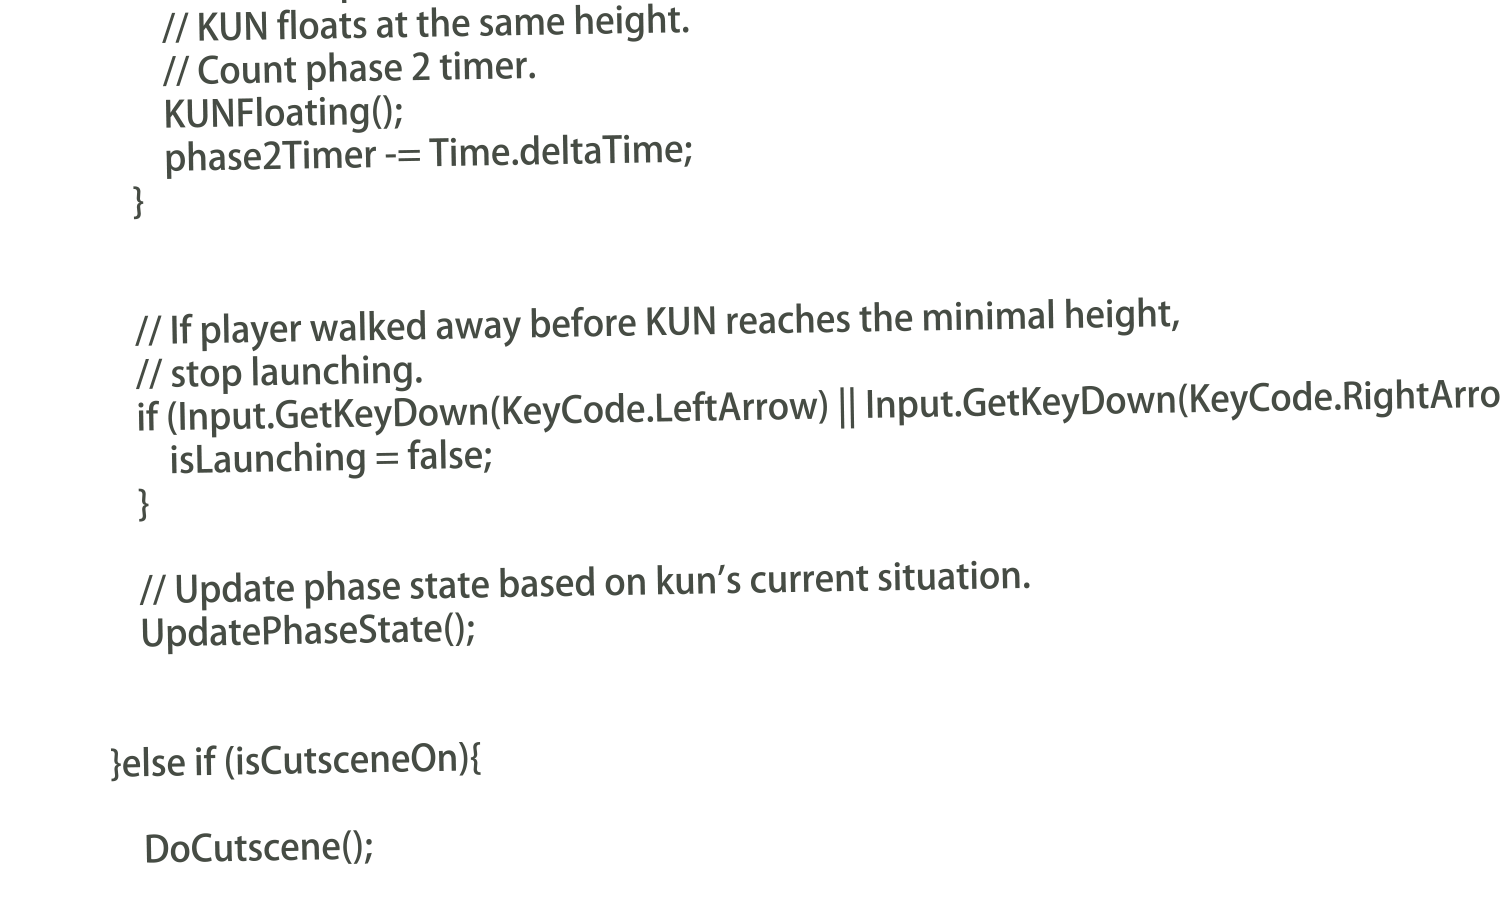 // KUN floats at the same height.
// Count phase 2 timer.
KUNFloating();
phase2Timer -= Time.deltaTime;
}
// If player walked away before KUN reaches the minimal height,
// stop launching.
if (Input.GetKeyDown(KeyCode.LeftArrow) || Input.GetKeyDown(KeyCode.RightArro
isLaunching = false;
}
// Update phase state based on kun’s current situation.
UpdatePhaseState();
}else if (isCutsceneOn){
DoCutscene();